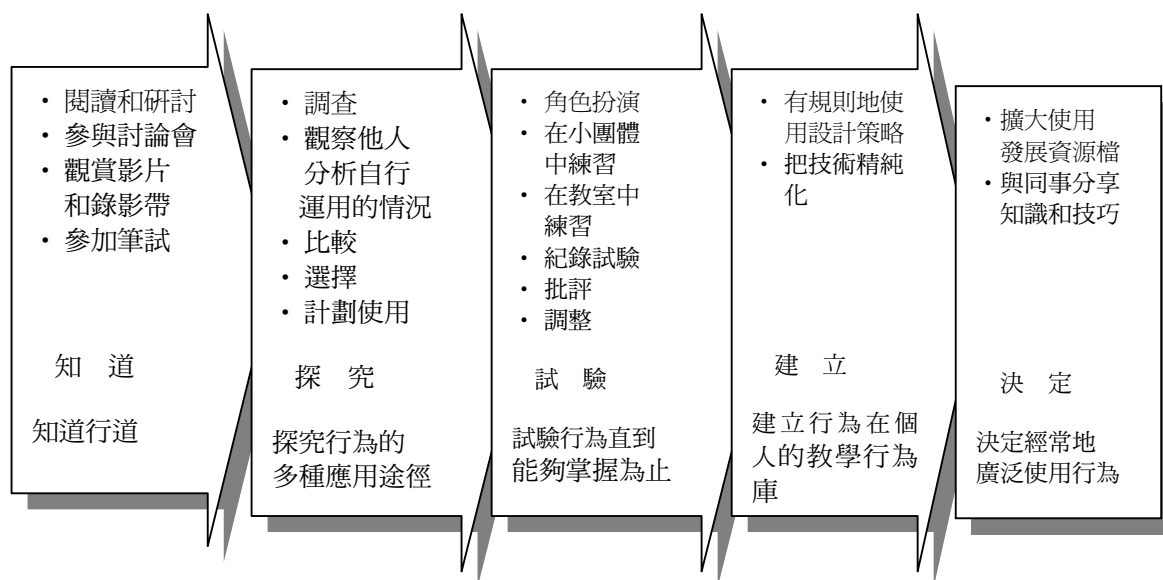 ・閱讀和研討
・參與討論會
・觀賞影片
和錄影帶
・參加筆試
知 道
知道行道
・調查
・觀察他人
分析自行
運用的情況
・比較
・選擇
・計劃使用
探 究
探究行為的
多種應用途徑
・角色扮演
・在小團體
中練習
・在教室中
練習
・紀錄試驗
・批評
・調整
試 驗
試驗行為直到
能夠掌握為止
・有規則地使
用設計策略
・把技術精純
化
建 立
建立行為在個
人的教學行為
庫
・擴大使用
發展資源檔
・與同事分享
知識和技巧
決 定
決定經常地
廣泛使用行為